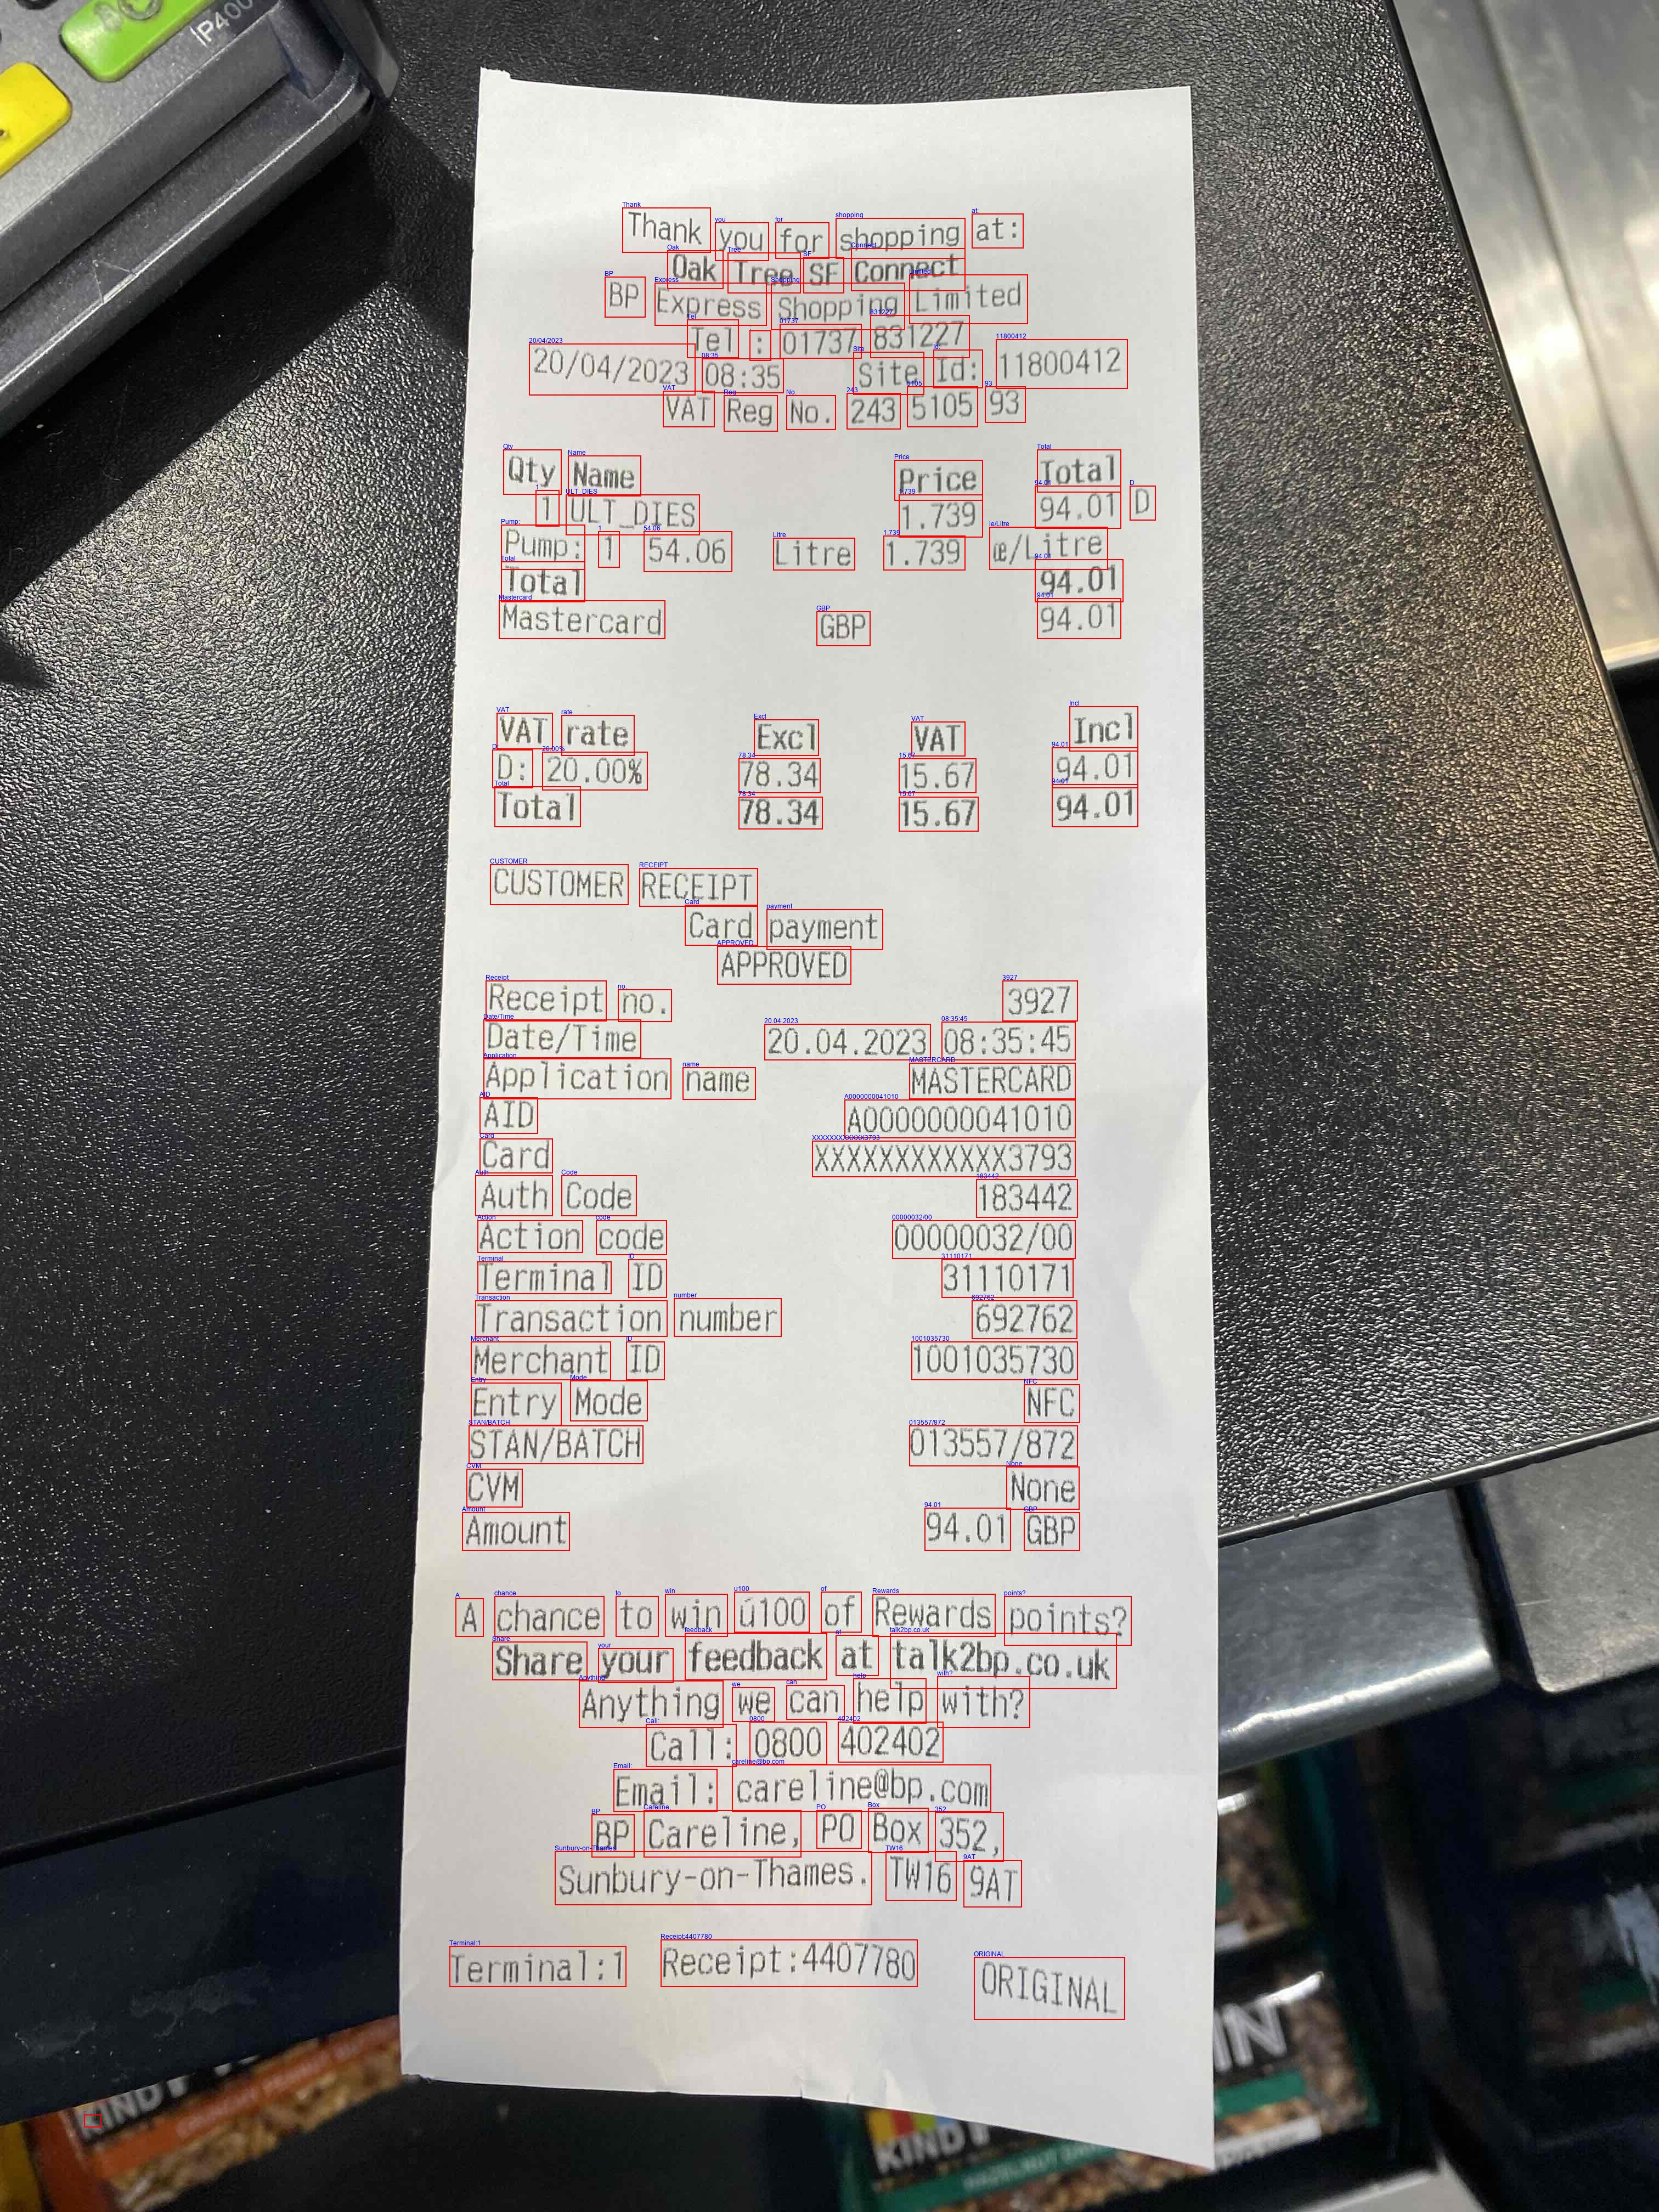 P400
Thank you for shopping at:
Oak Tree SF Connect
BP Express Shopping Limited
Tel : 01737 831227
20/04/2023 08:35 Site Id: 11800412
VAT Reg No. 243 5105 93
Qty Name Price Total
1 ULT_DIES 1.739 94.01 D
Pump: 1 54.06 Litre 1.739 œ/Litre
Total 94.01
Mastercard GBP 94.01
VAT rate Excl VAT Incl
D: 20.00% 78.34 15.67 94.01
Total 78.34 15.67 94.01
CUSTOMER RECEIPT
Card payment
APPROVED
Receipt no. 3927
Date/Time 20.04.2023 08:35:45
Application name MASTERCARD
AID A0000000041010
Card XXXXXXXXXXXX3793
Auth Code 183442
Action code 00000032/00
Terminal ID 31110171
Transaction number 692762
Merchant ID 1001035730
Entry Mode NFC
STAN/BATCH 013557/872
CVM None
Amount 94.01 GBP
A chance to win ú100 of Rewards points?
Share your feedback at talk2bp.co.uk
Anything we can help with?
Call: 0800 402402
Email: careline@bp.com
BP Careline, PO Box 352,
Sunbury-on-Thames. TW16 9AT
Terminal:1 Receipt:4407780 ORIGINAL
KIND
KIND